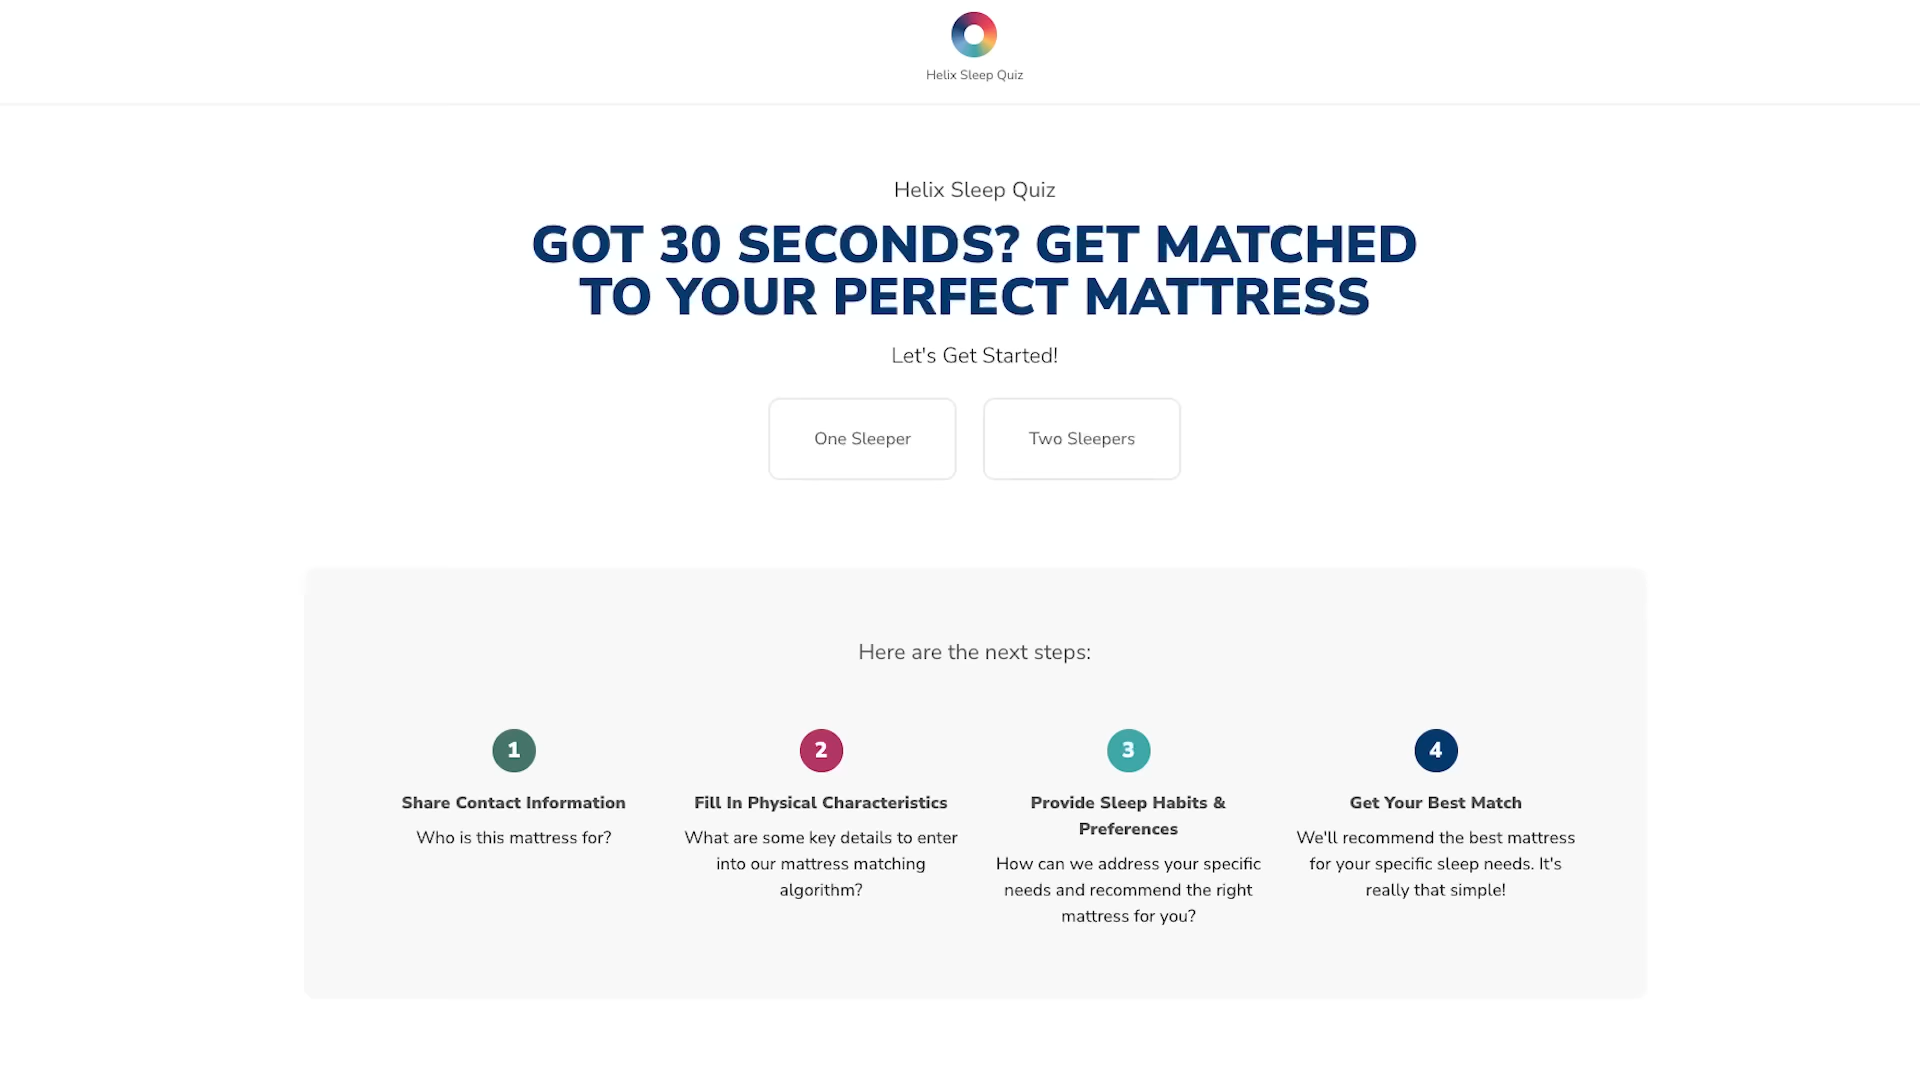 Helix Sleep Quiz
Helix Sleep Quiz
GOT 30 SECONDS? GET MATCHED
TO YOUR PERFECT MATTRESS
Let's Get Started!
One Sleeper
Two Sleepers
Here are the next steps:
1
Share Contact Information
Who is this mattress for?
2
Fill In Physical Characteristics
What are some key details to enter
into our mattress matching
algorithm?
3
Provide Sleep Habits &
Preferences
How can we address your specific
needs and recommend the right
mattress for you?
4
Get Your Best Match
We'll recommend the best mattress
for your specific sleep needs. It's
really that simple!